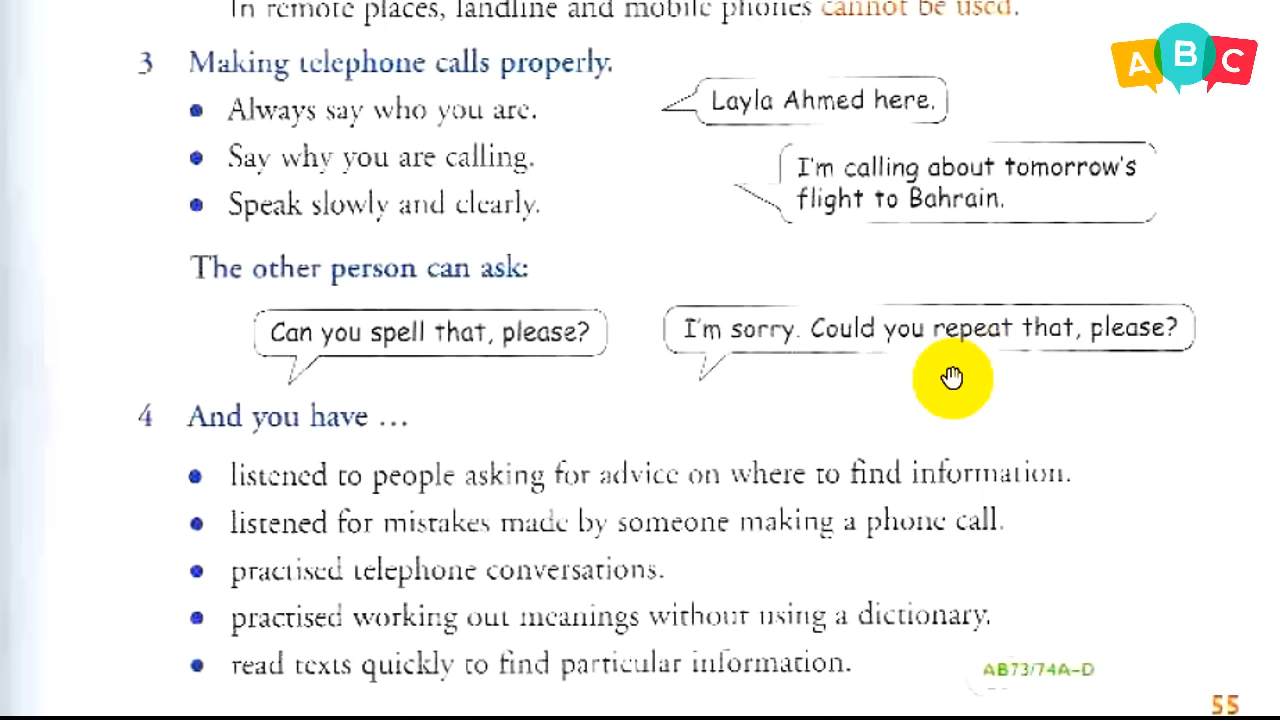 In remote places, landline and mobile phones cannot be used.
A B C
3 Making telephone calls properly.
• Always say who you are.
Layla Ahmed here.
• Say why you are calling.
I'm calling about tomorrow's
flight to Bahrain.
• Speak slowly and clearly.
The other person can ask:
Can you spell that, please?
I'm sorry. Could you repeat that, please?
4 And you have ...
• listened to people asking for advice on where to find information.
• listened for mistakes made by someone making a phone call.
• practised telephone conversations.
• practised working out meanings without using a dictionary.
• read texts quickly to find particular information.
AB73/74A-D
55